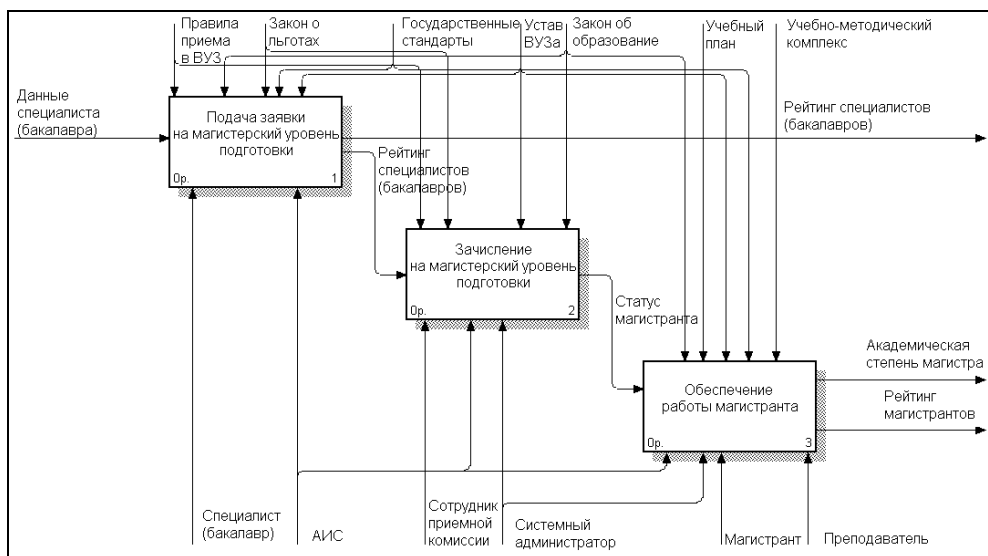 Правила
приема
в ВУЗ
Закон о
льготах
Государственные
стандарты
Устав
ВУЗа
Закон об
образование
Учебный
план
Учебно-методический
комплекс
Данные
специалиста
(бакалавра)
Подача заявки
на магистерский уровень
подготовки
0р.
1
Рейтинг специалистов
(бакалавров)
Рейтинг
специалистов
(бакалавров)
Зачисление
на магистерский уровень
подготовки
0р.
2
Статус
магистранта
Обеспечение
работы магистранта
0р.
3
Академическая
степень магистра
Рейтинг
магистрантов
Специалист
(бакалавр)
АИС
Сотрудник
приемной
комиссии
Системный
администратор
Магистрант
Преподаватель